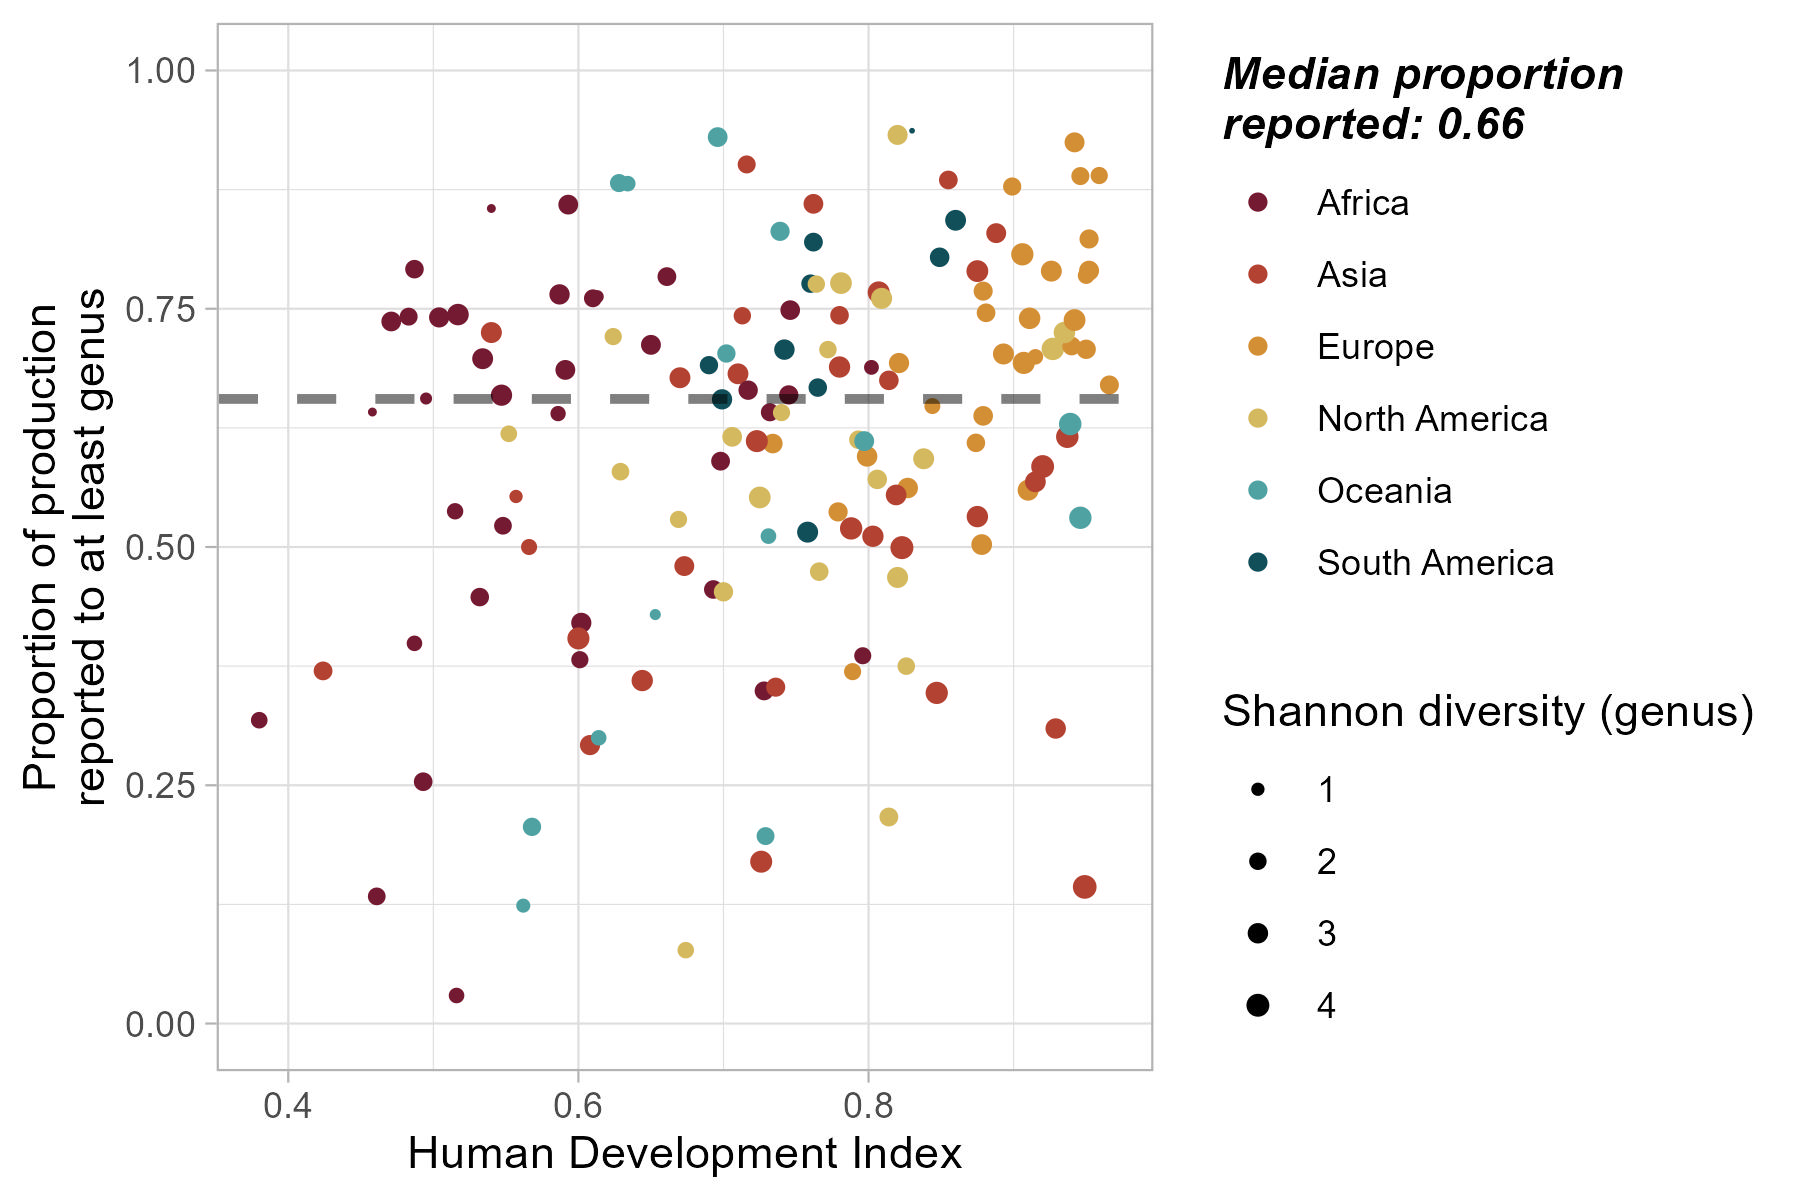 Proportion of production
reported to at least genus
1.00
0.75
0.50
0.25
0.00
0.4
0.6
0.8
Human Development Index
Median proportion
reported: 0.66
Africa
Asia
Europe
North America
Oceania
South America
Shannon diversity (genus)
1
2
3
4